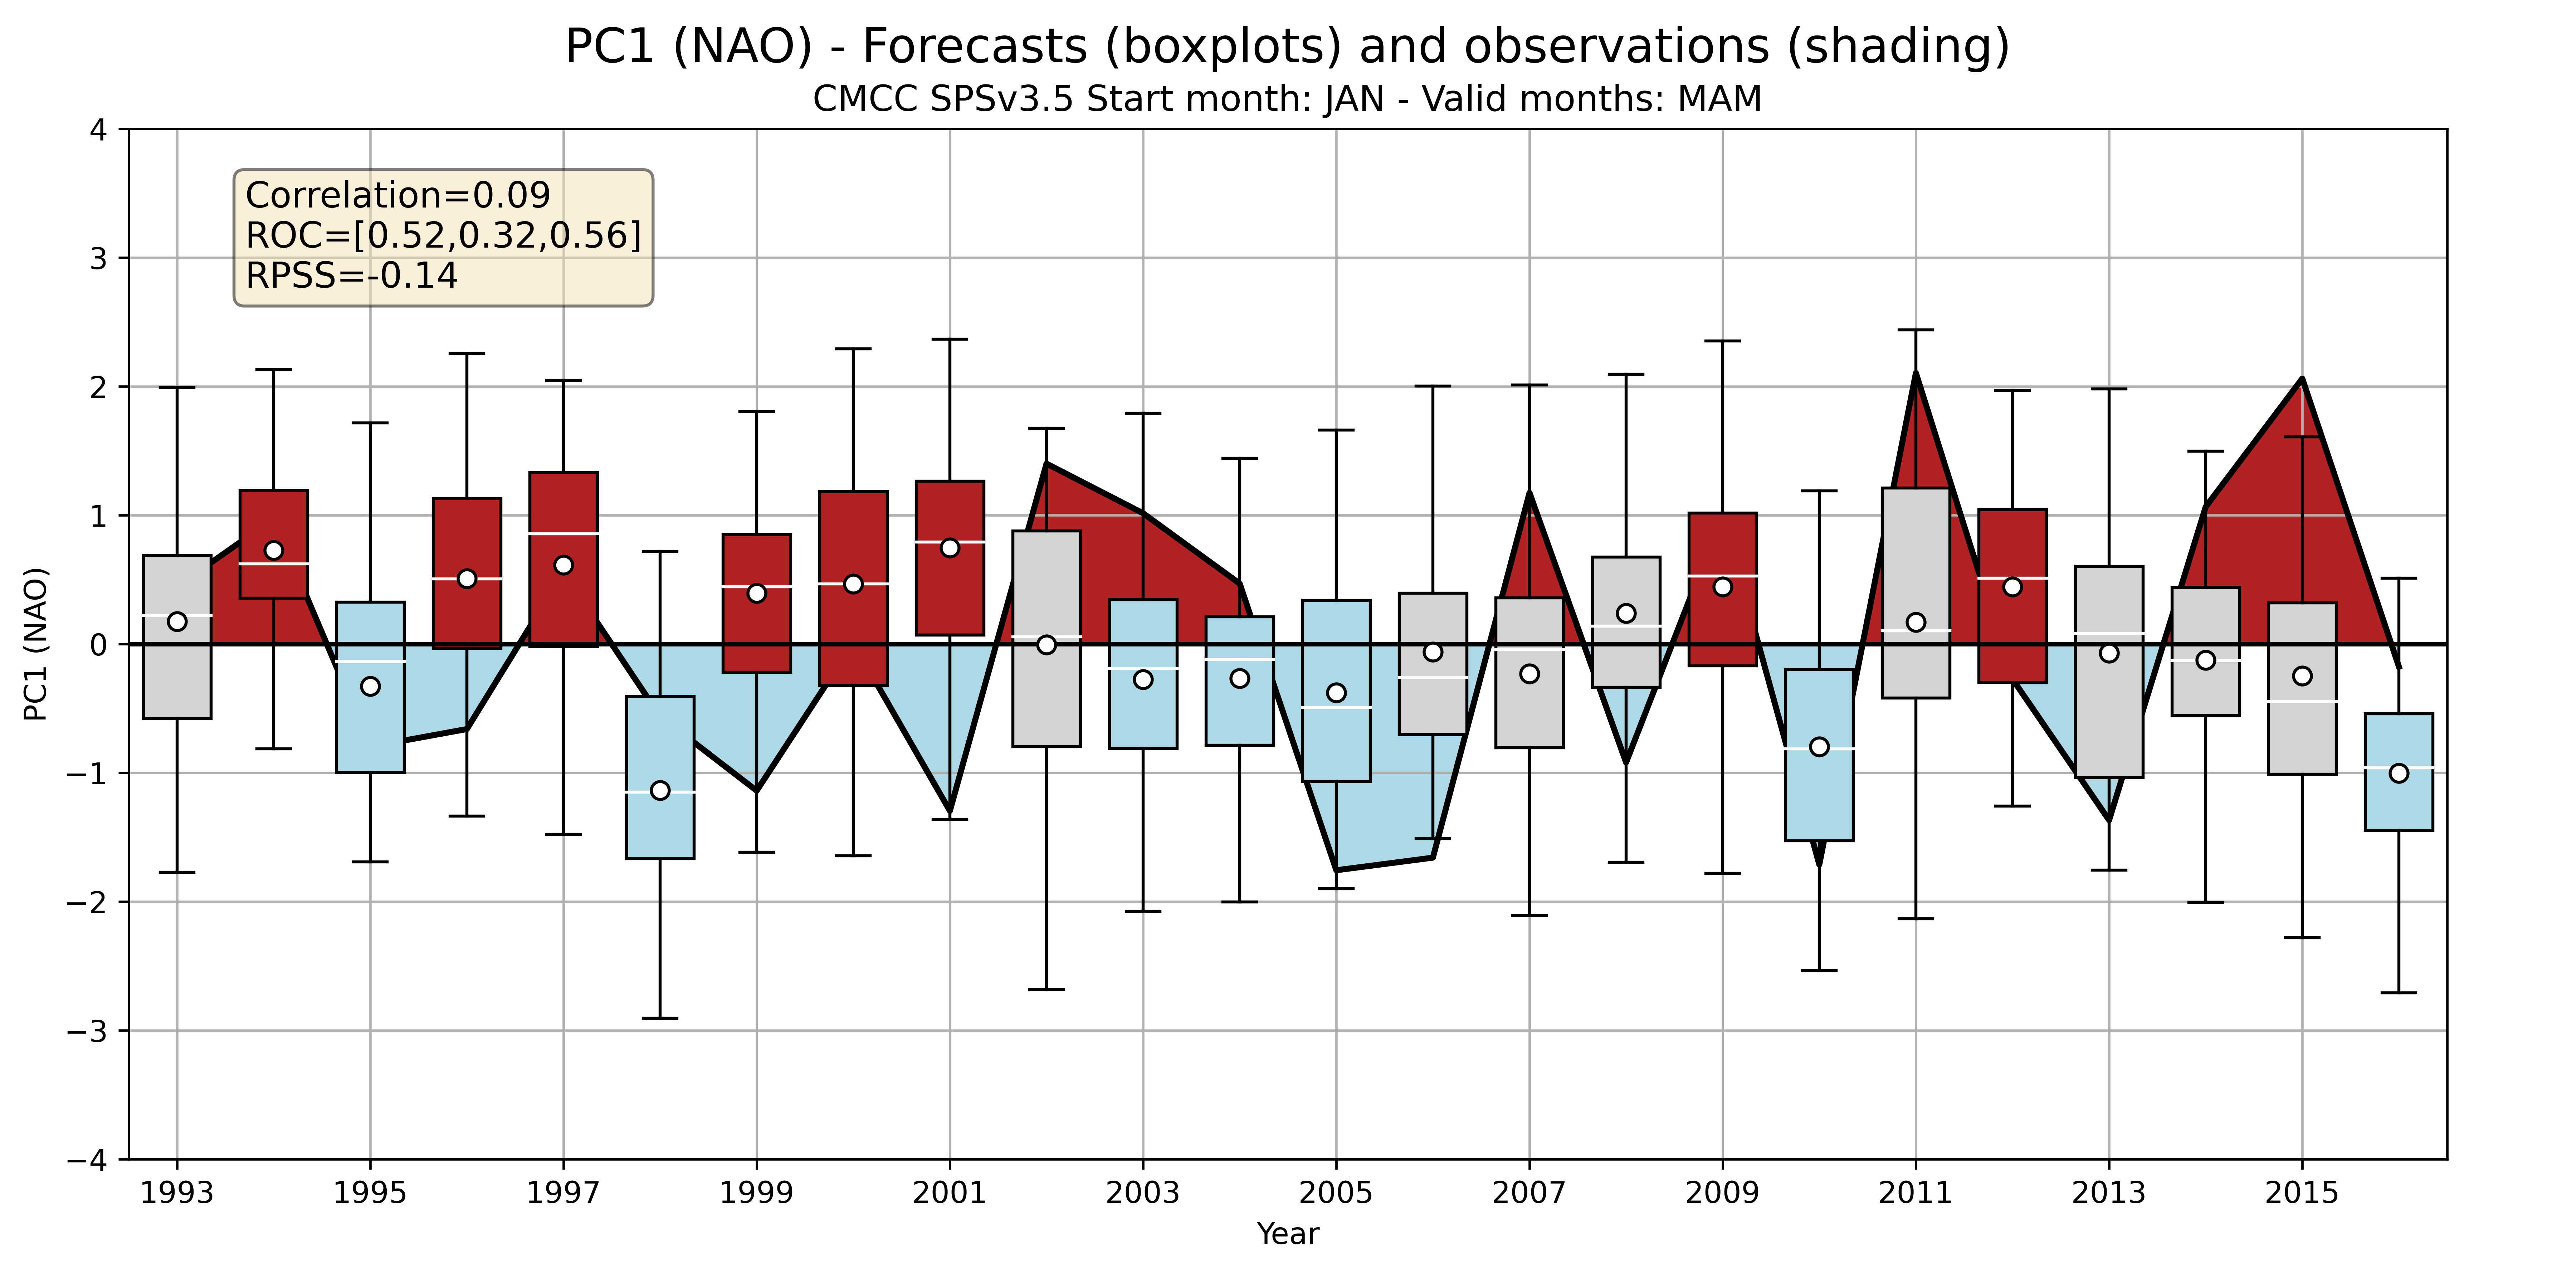 PC1 (NAO) - Forecasts (boxplots) and observations (shading)
CMCC SPSv3.5 Start month: JAN - Valid months: MAM
Correlation=0.09
ROC=[0.52,0.32,0.56]
RPSS=-0.14
PC1 (NAO)
4
3
2
1
0
−1
−2
−3
−4
1993 1995 1997 1999 2001 2003 2005 2007 2009 2011 2013 2015
Year